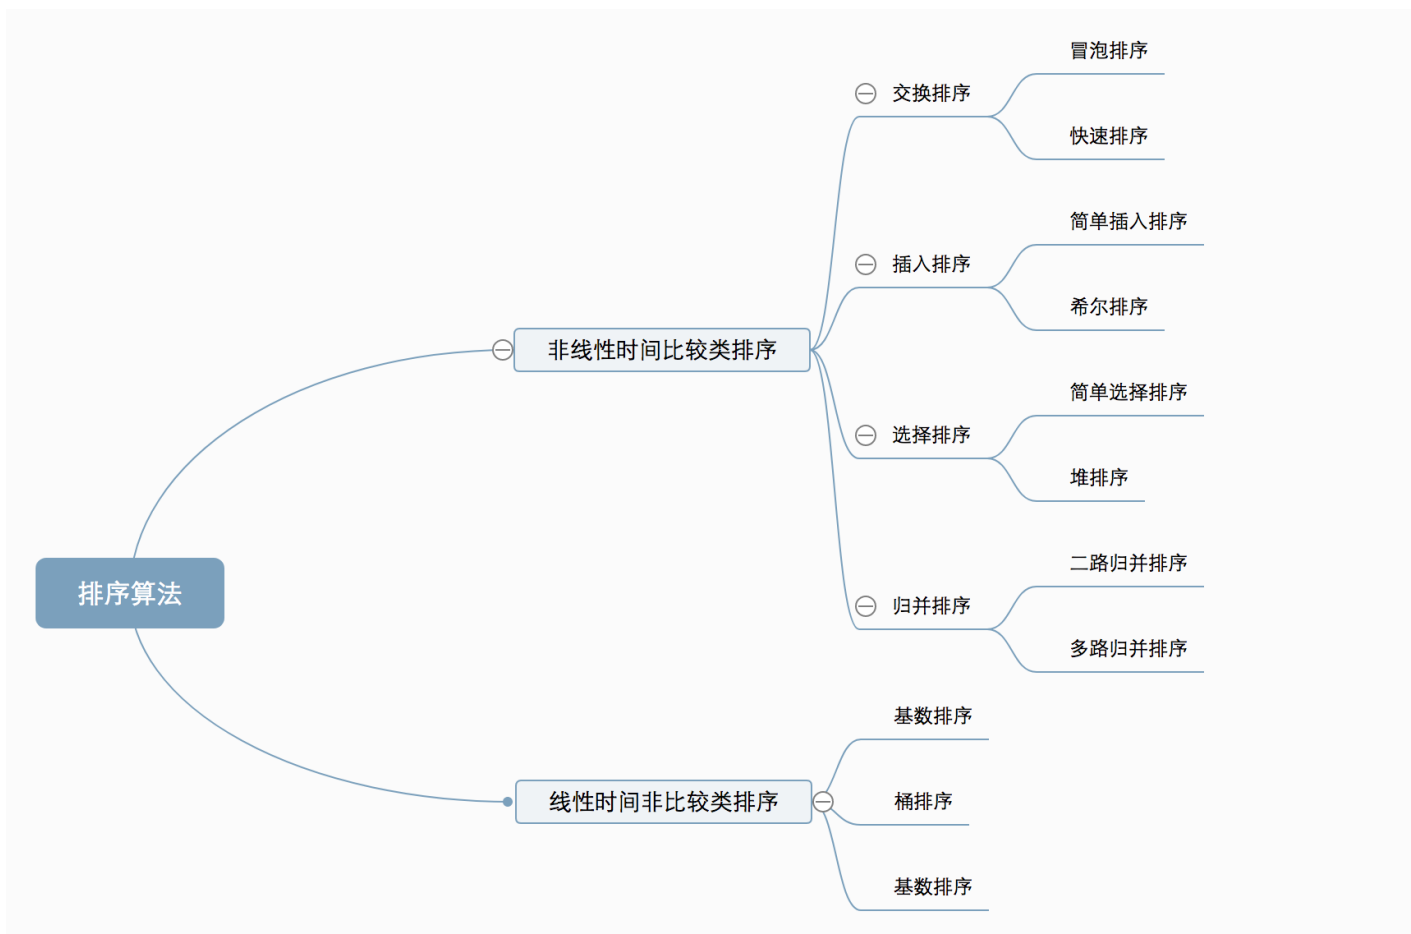 排序算法
非线性时间比较类排序
交换排序
冒泡排序
快速排序
插入排序
简单插入排序
希尔排序
选择排序
简单选择排序
堆排序
归并排序
二路归并排序
多路归并排序
线性时间非比较类排序
基数排序
桶排序
基数排序